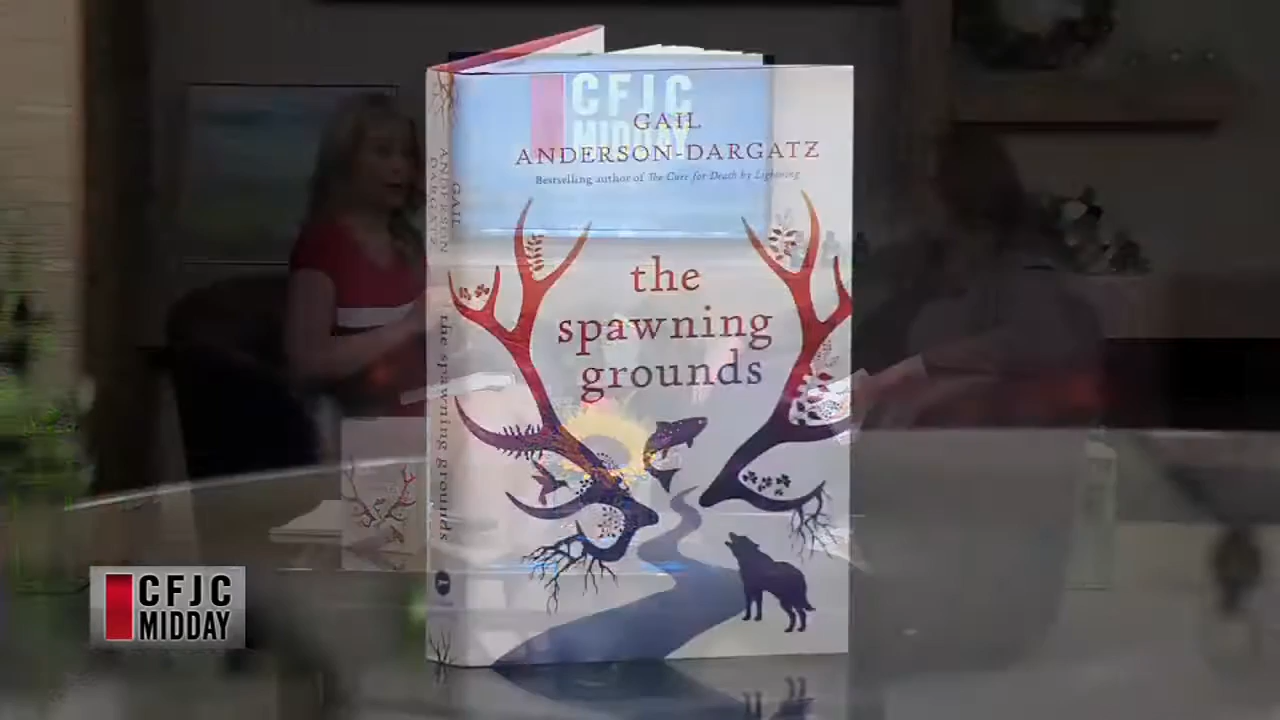 CFJC
MIDDAY
GAIL
ANDERSON-DARGATZ
Bestselling author of The Cure for Death by Lightning
the
spawning
grounds
GAIL
ANDERSON
DARGATZ
the spawning grounds
CFJC
MIDDAY